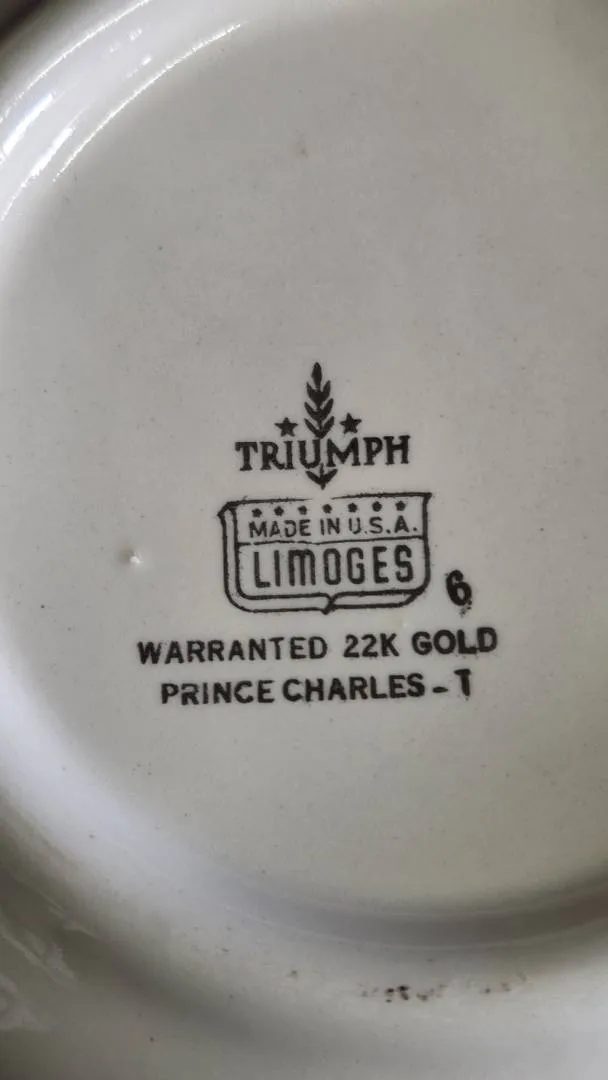 TRIUMPH
MADE IN U.S.A.
LIMOGES
6
WARRANTED 22K GOLD
PRINCE CHARLES - T